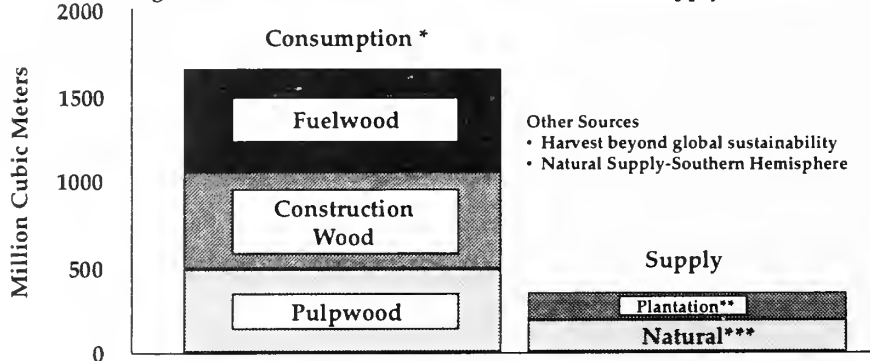 2000
Consumption *
1500
Fuelwood
Other Sources
• Harvest beyond global sustainability
• Natural Supply-Southern Hemisphere
1000
Construction
Wood
Million Cubic Meters
500
Supply
Pulpwood
Plantation**
Natural***
0